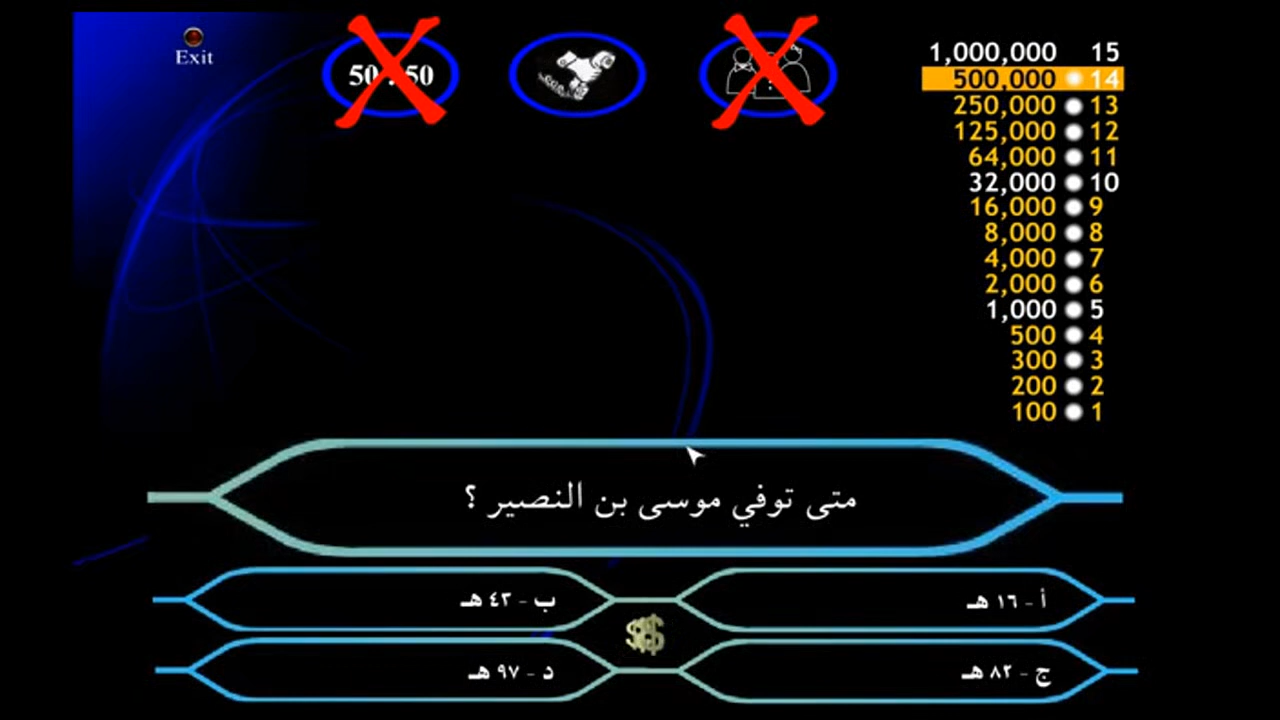 Exit
50 : 50
1,000,000 15
500,000 14
250,000 13
125,000 12
64,000 11
32,000 10
16,000 9
8,000 8
4,000 7
2,000 6
1,000 5
500 4
300 3
200 2
100 1
متى توفي موسى بن النصير ؟
أ - ١٦ هـ
ب - ٤٣ هـ
ج - ٨٢ هـ
د - ٩٧ هـ